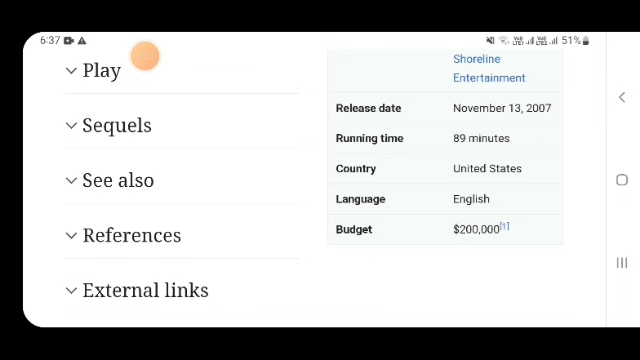 6:37 51%
Play
Sequels
See also
References
External links
Shoreline
Entertainment
Release date November 13, 2007
Running time 89 minutes
Country United States
Language English
Budget $200,000[1]